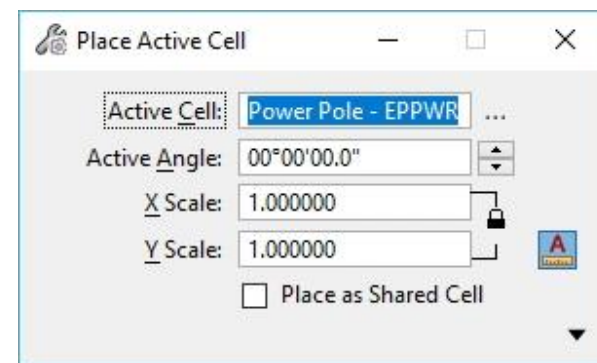 Place Active Cell
Active Cell: Power Pole - EPPWR ...
Active Angle: 00°00'00.0"
X Scale: 1.000000
Y Scale: 1.000000
A
Place as Shared Cell